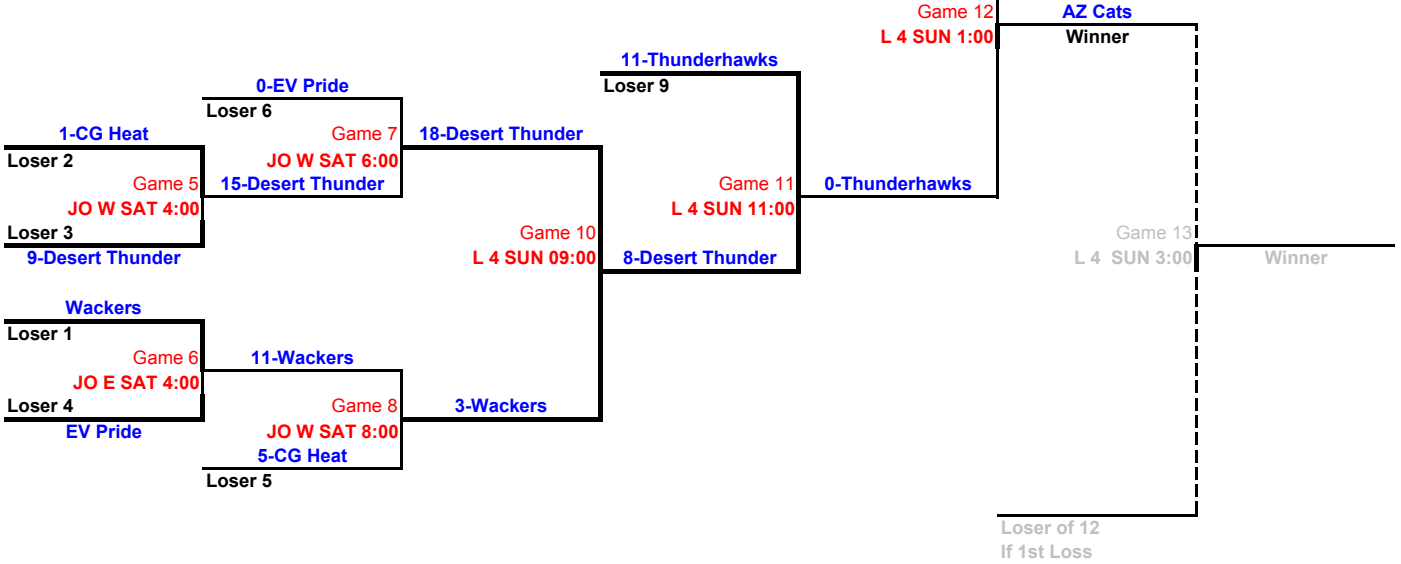 Game 12
AZ Cats
L 4 SUN 1:00
Winner
11-Thunderhawks
0-EV Pride
Loser 9
Loser 6
1-CG Heat
Game 7
18-Desert Thunder
Loser 2
JO W SAT 6:00
Game 5
15-Desert Thunder
Game 11
0-Thunderhawks
JO W SAT 4:00
L 4 SUN 11:00
Loser 3
Game 10
Game 13
9-Desert Thunder
L 4 SUN 09:00
8-Desert Thunder
L 4 SUN 3:00
Winner
Wackers
Loser 1
Game 6
11-Wackers
JO E SAT 4:00
Loser 4
Game 8
3-Wackers
EV Pride
JO W SAT 8:00
5-CG Heat
Loser 5
Loser of 12
If 1st Loss